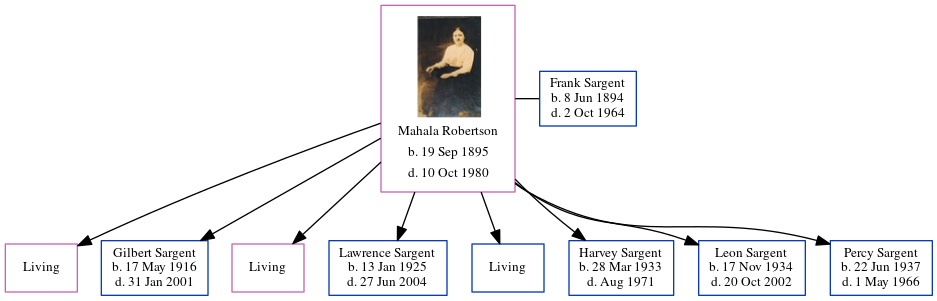 Mahala Robertson
b. 19 Sep 1895
d. 10 Oct 1980
Frank Sargent
b. 8 Jun 1894
d. 2 Oct 1964
Living
Gilbert Sargent
b. 17 May 1916
d. 31 Jan 2001
Living
Lawrence Sargent
b. 13 Jan 1925
d. 27 Jun 2004
Living
Harvey Sargent
b. 28 Mar 1933
d. Aug 1971
Leon Sargent
b. 17 Nov 1934
d. 20 Oct 2002
Percy Sargent
b. 22 Jun 1937
d. 1 May 1966